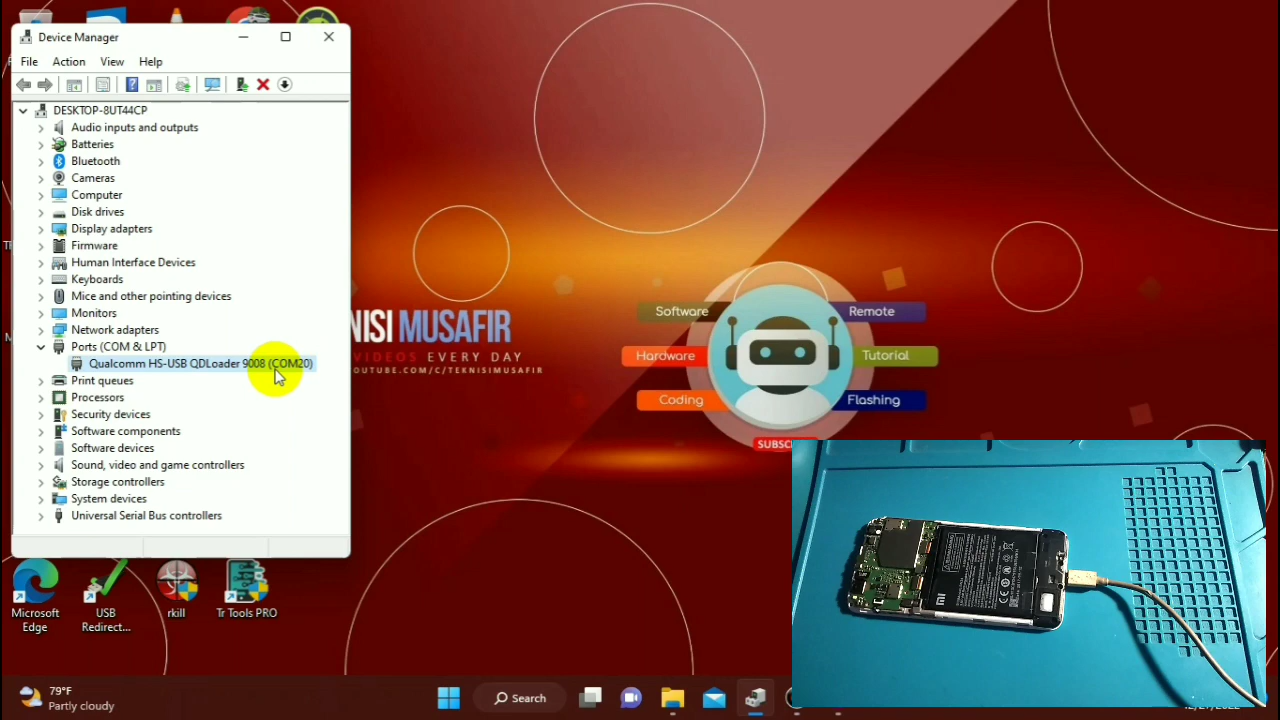 Device Manager
File Action View Help
DESKTOP-8UT44CP
Audio inputs and outputs
Batteries
Bluetooth
Cameras
Computer
Disk drives
Display adapters
Firmware
Human Interface Devices
Keyboards
Mice and other pointing devices
Monitors
Network adapters
Ports (COM & LPT)
Qualcomm HS-USB QDLoader 9008 (COM20)
Print queues
Processors
Security devices
Software components
Software devices
Sound, video and game controllers
Storage controllers
System devices
Universal Serial Bus controllers
NISI MUSAFIR
VIDEOS EVERY DAY
OUTUBE.COM/C/TEKNISIMUSAFIR
Software
Remote
Hardware
Tutorial
Coding
Flashing
SUBSC
mi
Microsoft Edge
USB Redirect...
rkill
Tr Tools PRO
79°F
Partly cloudy
Search